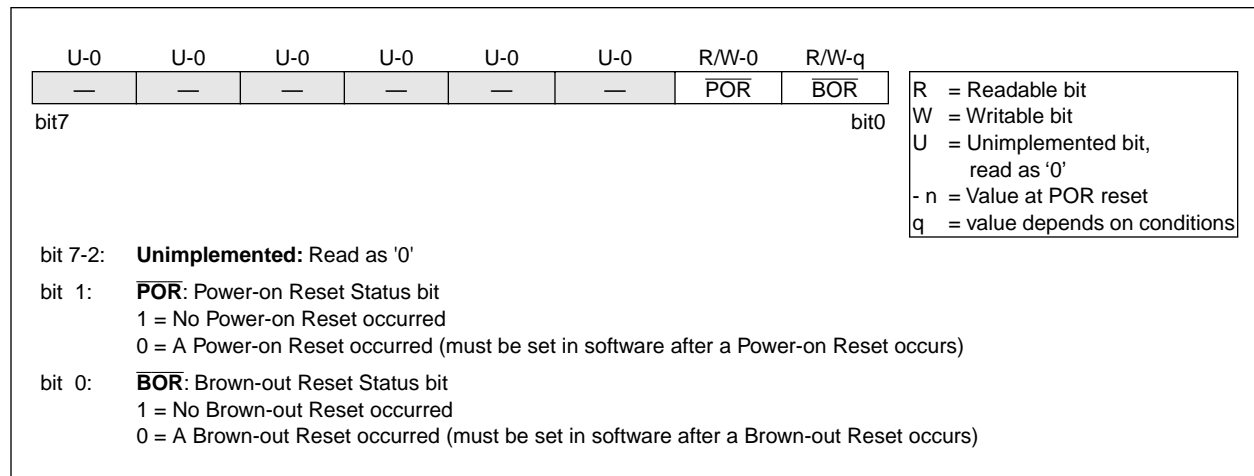 U-0 U-0 U-0 U-0 U-0 U-0 R/W-0 R/W-q
— — — — — — P̅O̅R̅ B̅O̅R̅
bit7 bit0
R = Readable bit
W = Writable bit
U = Unimplemented bit,
read as ‘0’
- n = Value at POR reset
q = value depends on conditions
bit 7-2: Unimplemented: Read as '0'
bit 1: P̅O̅R̅: Power-on Reset Status bit
1 = No Power-on Reset occurred
0 = A Power-on Reset occurred (must be set in software after a Power-on Reset occurs)
bit 0: B̅O̅R̅: Brown-out Reset Status bit
1 = No Brown-out Reset occurred
0 = A Brown-out Reset occurred (must be set in software after a Brown-out Reset occurs)